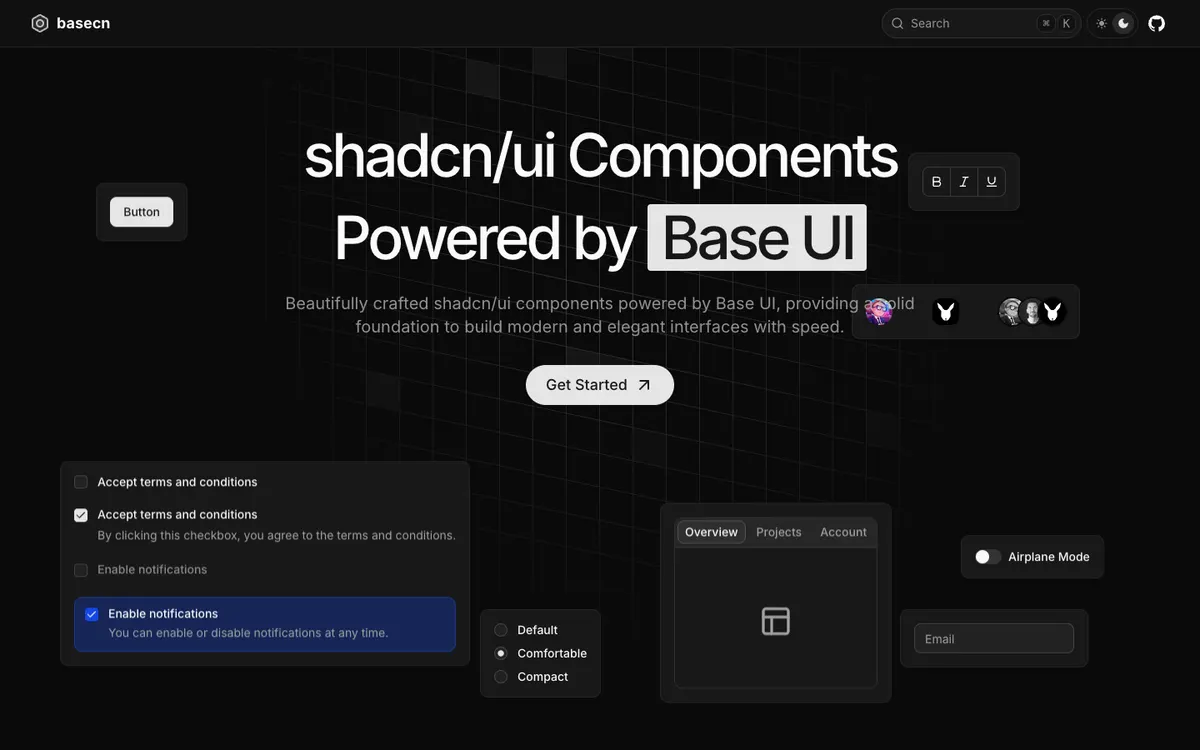 basecn
Search
⌘ K
shadcn/ui Components
Powered by Base UI
Button
B I U
Beautifully crafted shadcn/ui components powered by Base UI, providing a solid
foundation to build modern and elegant interfaces with speed.
Get Started
Accept terms and conditions
Accept terms and conditions
By clicking this checkbox, you agree to the terms and conditions.
Enable notifications
Enable notifications
You can enable or disable notifications at any time.
Default
Comfortable
Compact
Overview Projects Account
Airplane Mode
Email